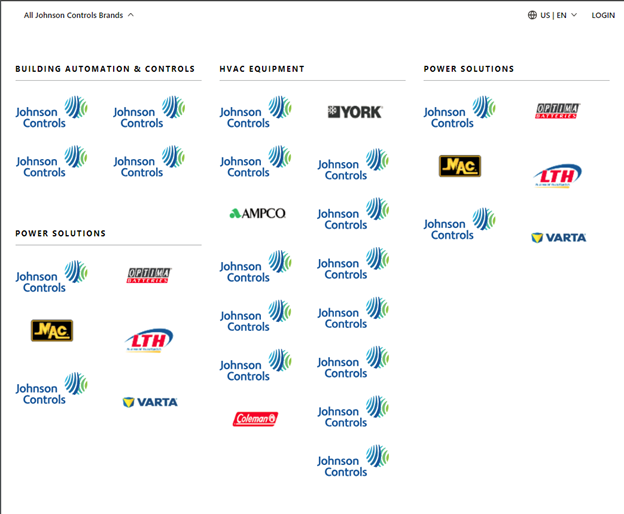 All Johnson Controls Brands
US | EN
LOGIN
BUILDING AUTOMATION & CONTROLS
Johnson Controls
Johnson Controls
Johnson Controls
Johnson Controls
POWER SOLUTIONS
Johnson Controls
OPTIMA BATTERIES
MAC
LTH
Johnson Controls
VARTA
HVAC EQUIPMENT
Johnson Controls
YORK
Johnson Controls
Johnson Controls
AMPCO
Johnson Controls
Johnson Controls
Johnson Controls
Johnson Controls
Johnson Controls
Johnson Controls
Johnson Controls
Coleman
Johnson Controls
Johnson Controls
POWER SOLUTIONS
Johnson Controls
OPTIMA BATTERIES
MAC
LTH
Johnson Controls
VARTA